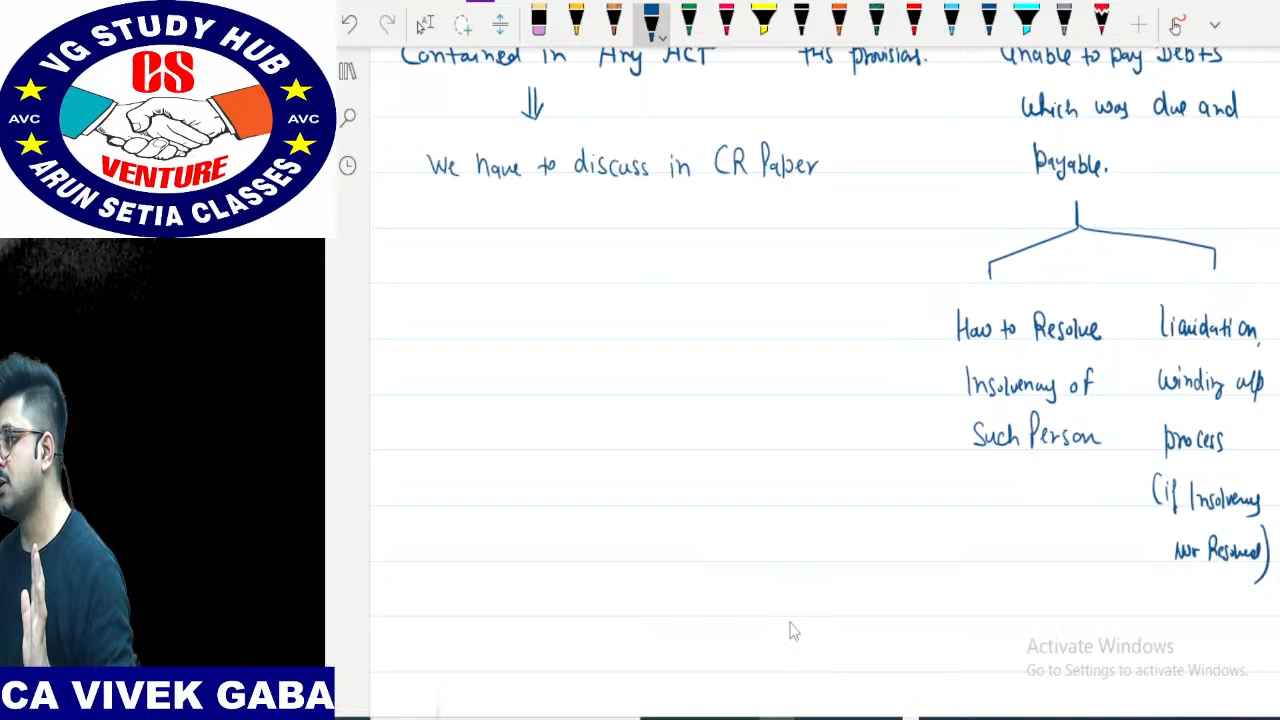 VG STUDY HUB
CS
AVC
AVC
VENTURE
ARUN SETIA CLASSES
Contained in Any ACT
its provisions.
Unable to pay Debts
which was due and
payable.
We have to discuss in CR Paper
How to Resolve
Insolvency of
Such Person
Liquidation,
winding up
process
(if Insolvency
not Resolved)
Activate Windows
Go to Settings to activate Windows.
CA VIVEK GABA